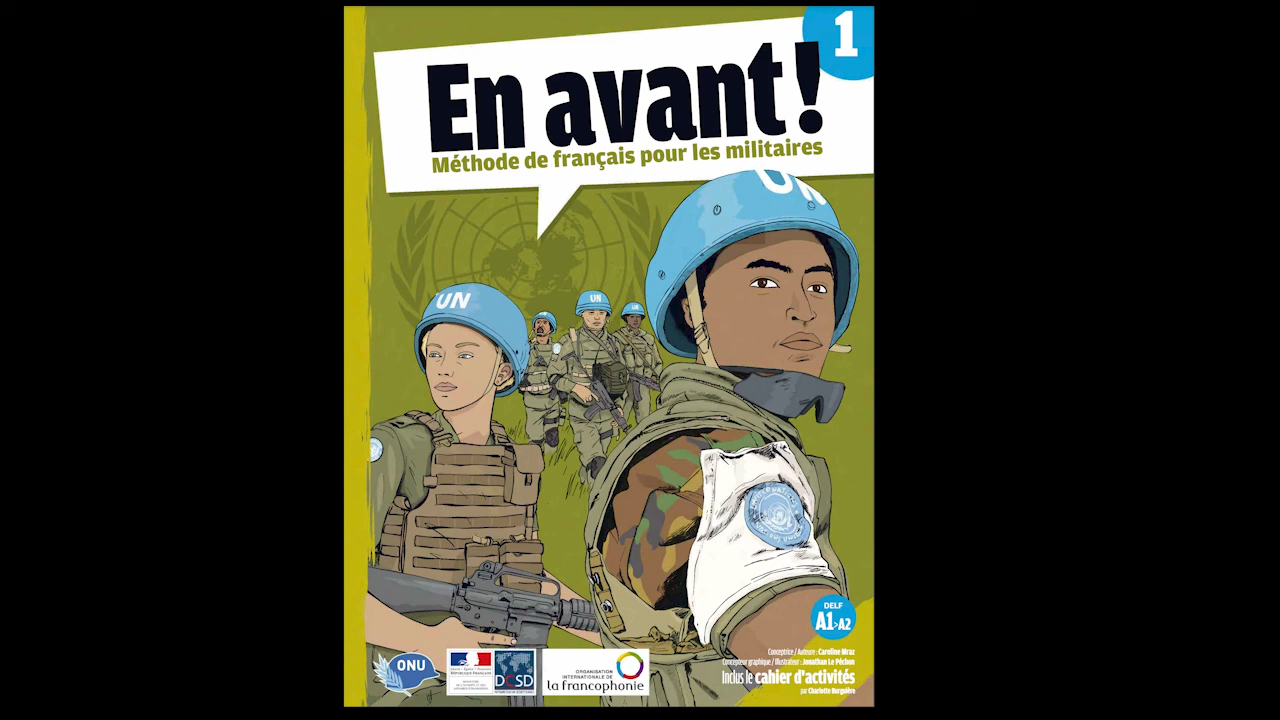 1
En avant !
Méthode de français pour les militaires
UN
UN
UN
UN
DELF
A1>A2
Conceptrice / Auteure : Caroline Mraz
Concepteur graphique / Illustrateur : Jonathan Le Péchon
Inclus le cahier d'activités
par Charlotte Burguière
ONU
RÉPUBLIQUE FRANÇAISE
DCSD
ORGANISATION
INTERNATIONALE DE
la francophonie